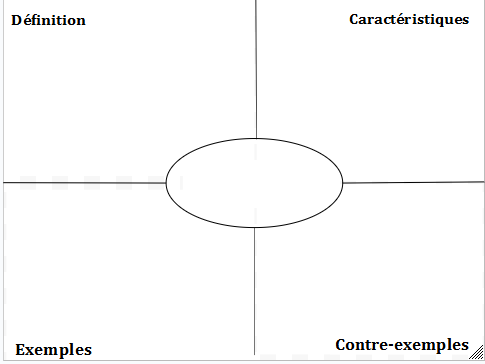 Définition
Caractéristiques
Exemples
Contre-exemples